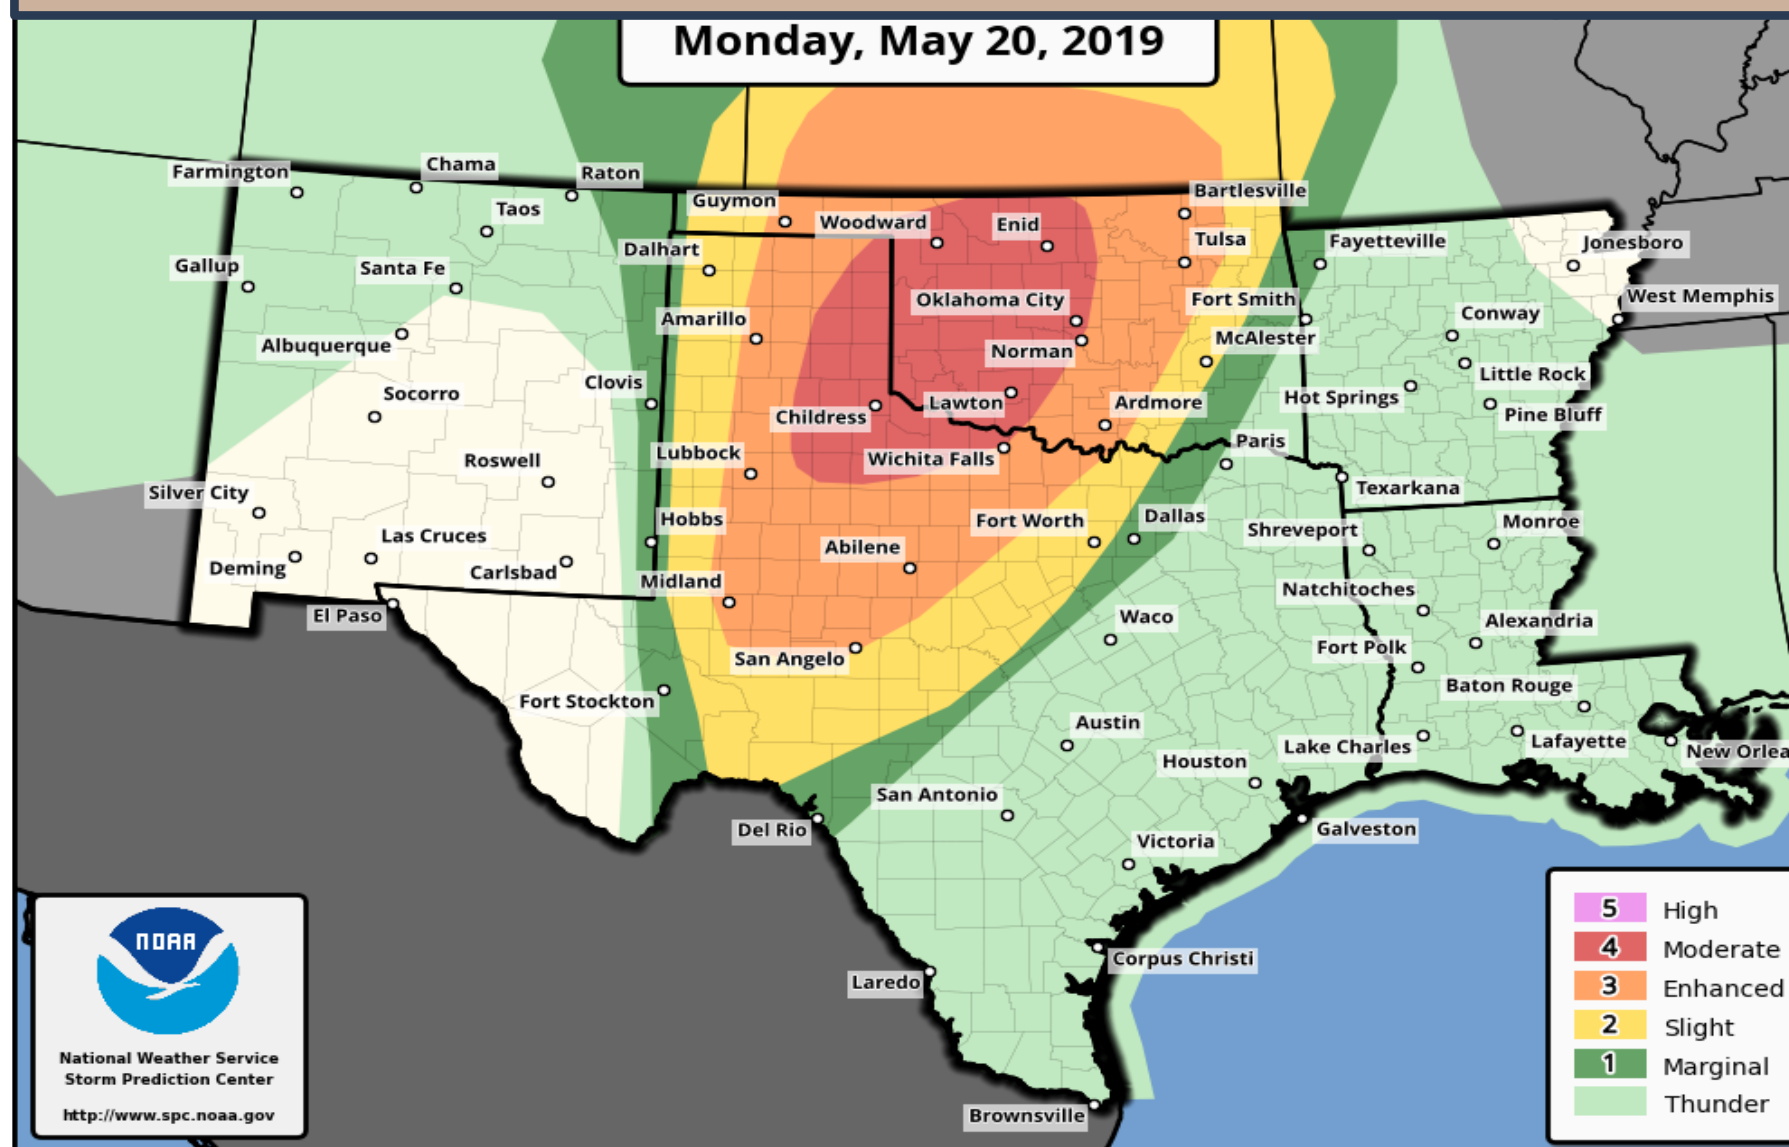 Monday, May 20, 2019
Farmington
Chama
Raton
Taos
Guymon
Woodward
Enid
Bartlesville
Gallup
Santa Fe
Dalhart
Tulsa
Fayetteville
Jonesboro
Albuquerque
Amarillo
Oklahoma City
Fort Smith
West Memphis
Conway
Norman
McAlester
Socorro
Clovis
Childress
Lawton
Ardmore
Hot Springs
Little Rock
Pine Bluff
Roswell
Lubbock
Wichita Falls
Paris
Silver City
Texarkana
Las Cruces
Hobbs
Abilene
Fort Worth
Dallas
Shreveport
Monroe
Deming
Carlsbad
Midland
Natchitoches
El Paso
Waco
Alexandria
San Angelo
Fort Polk
Fort Stockton
Baton Rouge
Austin
Houston
Lake Charles
Lafayette
New Orlea
San Antonio
Del Rio
Galveston
Victoria
Corpus Christi
Laredo
Brownsville
NOAA
National Weather Service
Storm Prediction Center
http://www.spc.noaa.gov
5 High
4 Moderate
3 Enhanced
2 Slight
1 Marginal
Thunder